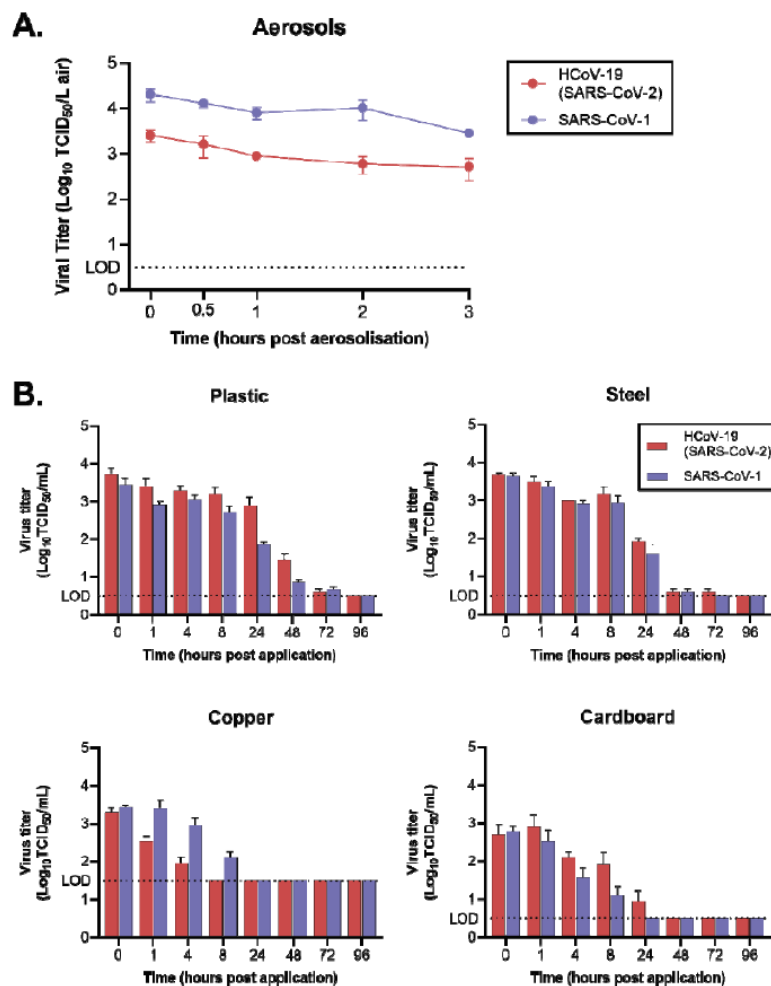 A.
Aerosols
Viral Titer (Log10 TCID50/L air)
5
4
3
2
1
LOD
0
0 0.5 1 2 3
Time (hours post aerosolisation)
HCoV-19
(SARS-CoV-2)
SARS-CoV-1
B.
Plastic
Virus titer
(Log10TCID50/mL)
5
4
3
2
1
LOD
0
0 1 4 8 24 48 72 96
Time (hours post application)
Steel
Virus titer
(Log10TCID50/mL)
5
4
3
2
1
LOD
0
0 1 4 8 24 48 72 96
Time (hours post application)
HCoV-19
(SARS-CoV-2)
SARS-CoV-1
Copper
Virus titer
(Log10TCID50/mL)
5
4
3
2
LOD
1
0
0 1 4 8 24 48 72 96
Time (hours post application)
Cardboard
Virus titer
(Log10TCID50/mL)
5
4
3
2
1
LOD
0
0 1 4 8 24 48 72 96
Time (hours post application)